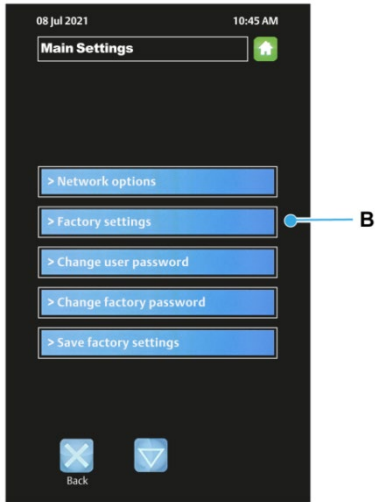 08 Jul 2021 10:45 AM
Main Settings
> Network options
> Factory settings
B
> Change user password
> Change factory password
> Save factory settings
Back